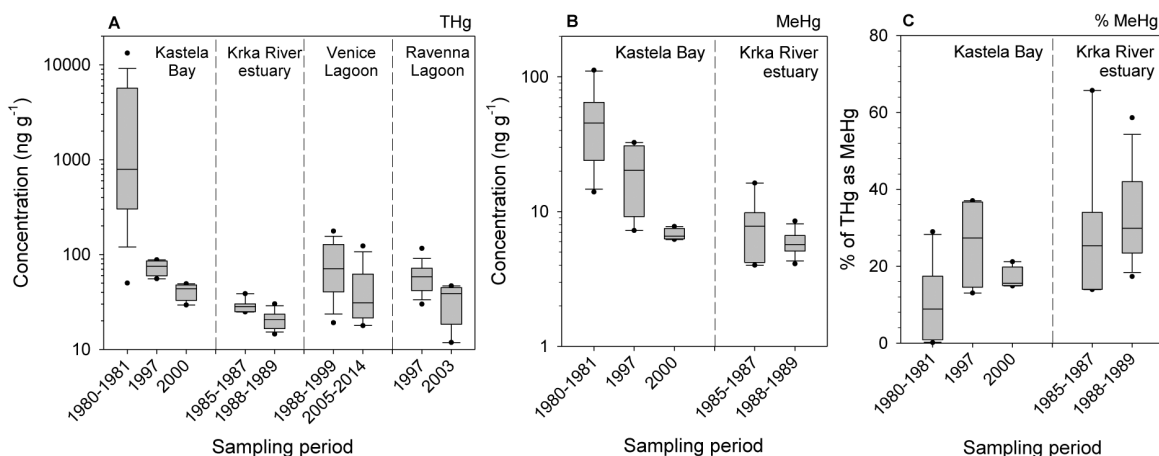 A
THg
Kastela
Bay
Krka River
estuary
Venice
Lagoon
Ravenna
Lagoon
10000
1000
100
10
Concentration (ng g⁻¹)
1980-1981
1997
2000
1985-1987
1988-1989
1988-1999
2005-2014
1997
2003
Sampling period
B
MeHg
Kastela Bay
Krka River
estuary
100
10
1
Concentration (ng g⁻¹)
1980-1981
1997
2000
1985-1987
1988-1989
Sampling period
C
% MeHg
Kastela Bay
Krka River
estuary
80
60
40
20
0
% of THg as MeHg
1980-1981
1997
2000
1985-1987
1988-1989
Sampling period